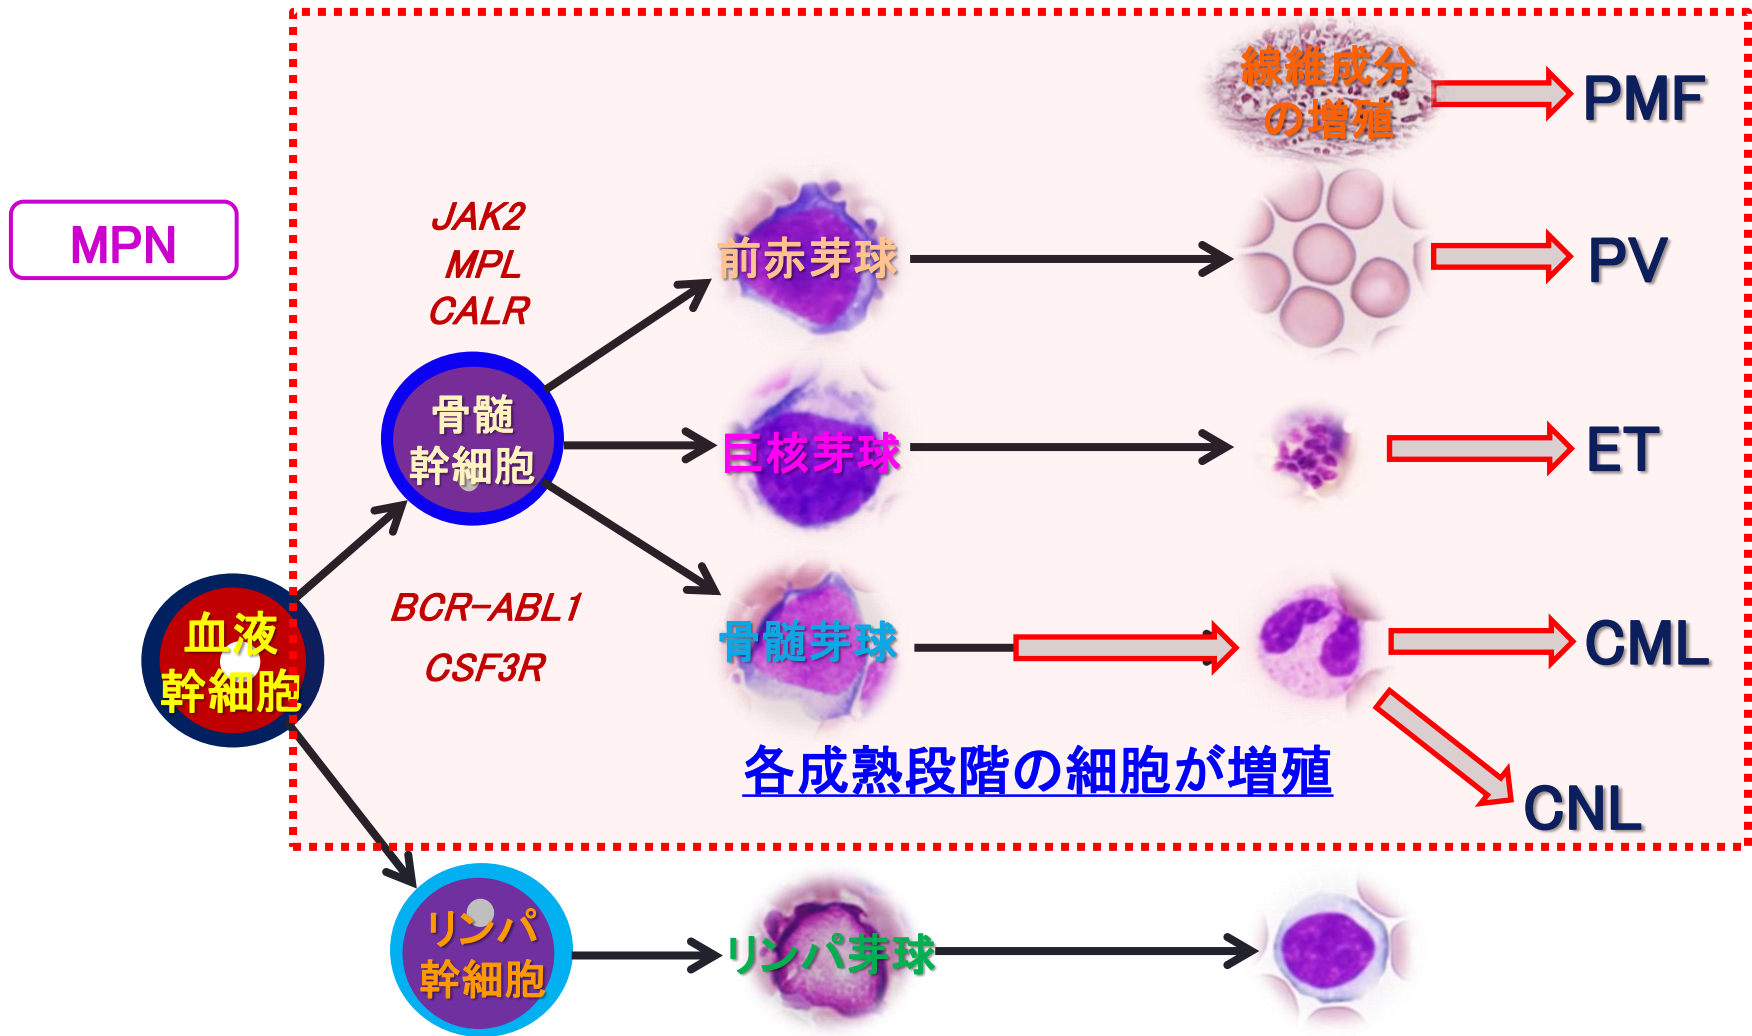 線維成分
の増殖
PMF
MPN
JAK2
MPL
CALR
前赤芽球
PV
骨髄
幹細胞
巨核芽球
ET
血液
幹細胞
BCR-ABL1
CSF3R
骨髄芽球
CML
各成熟段階の細胞が増殖
CNL
リンパ
幹細胞
リンパ芽球